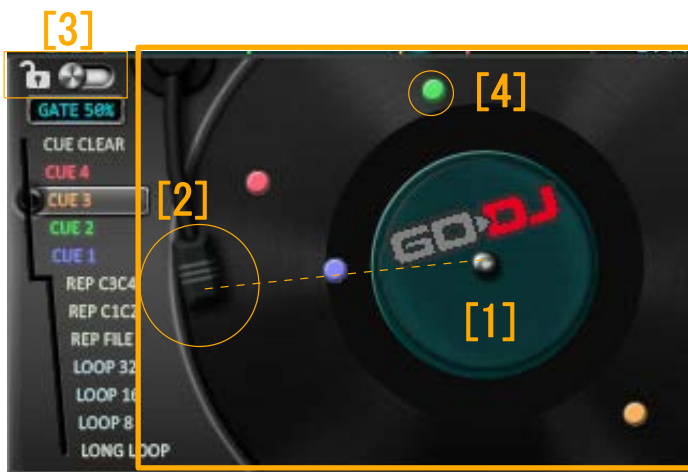 [3]
GATE 50%
CUE CLEAR
CUE 4
CUE 3
CUE 2
CUE 1
REP C3C4
REP C1C2
REP FILE
LOOP 32
LOOP 16
LOOP 8
LONG LOOP
[2]
[4]
GO DJ
[1]